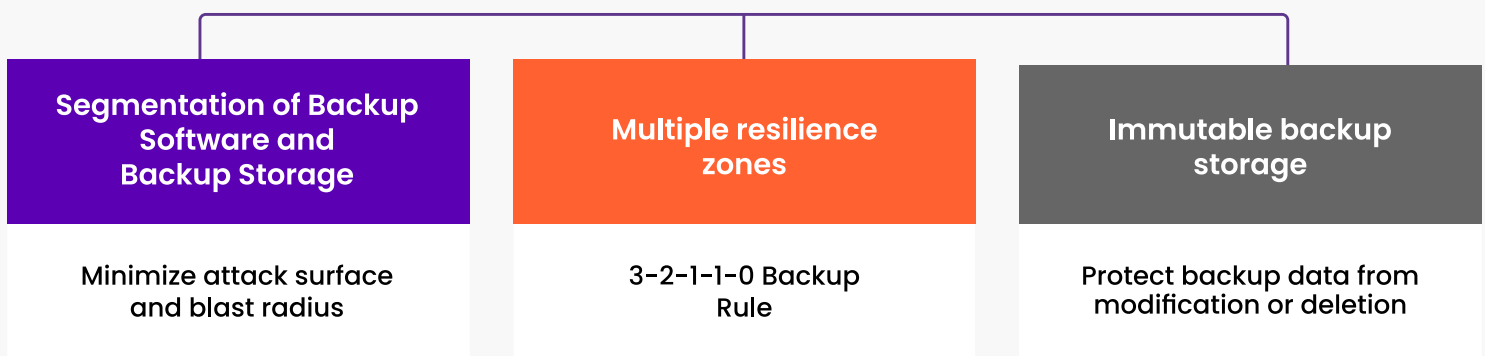 Segmentation of Backup
Software and
Backup Storage
Minimize attack surface
and blast radius
Multiple resilience
zones
3-2-1-1-0 Backup
Rule
Immutable backup
storage
Protect backup data from
modification or deletion